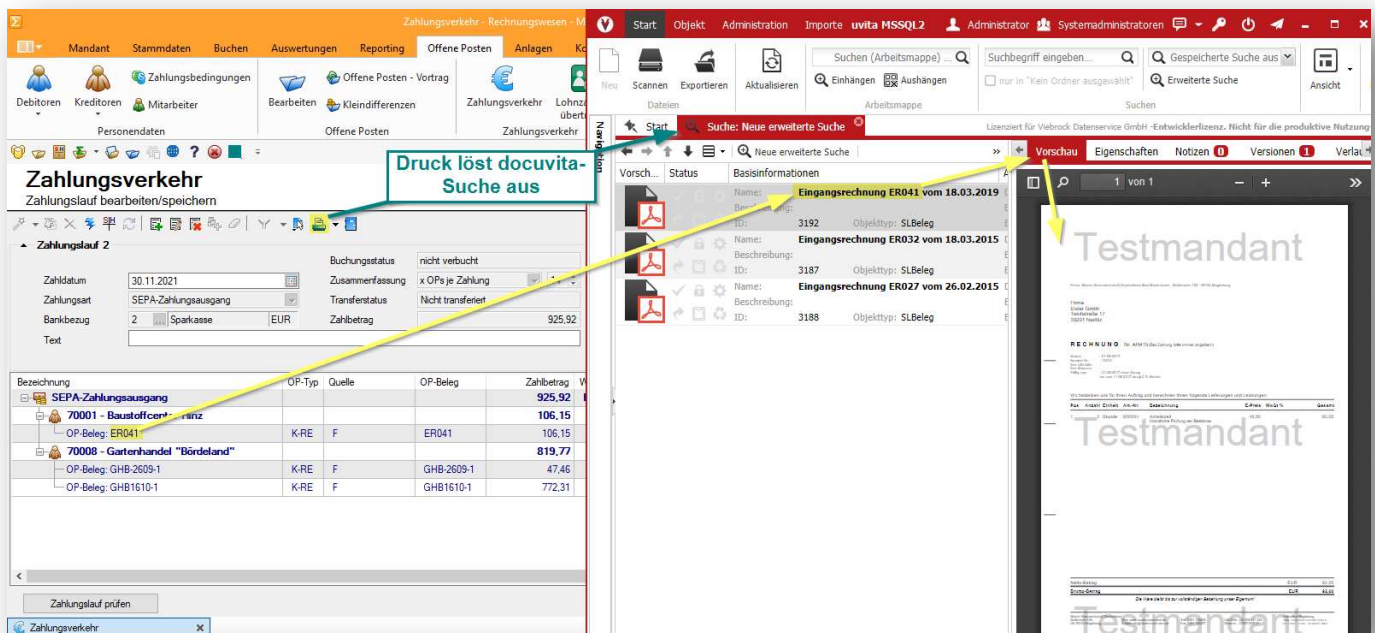 Zahlungsverkehr - Rechnungswesen - M
Mandant Stammdaten Buchen Auswertungen Reporting Offene Posten Anlagen
Zahlungsbedingungen
Offene Posten - Vortrag
Debitoren Kreditoren Mitarbeiter
Bearbeiten Kleindifferenzen
Zahlungsverkehr Lohnza
übert
Personendaten Offene Posten Zahlungsverkehr
Zahlungsverkehr
Zahlungslauf bearbeiten/speichern
Druck löst docuvita-
Suche aus
Zahlungslauf 2
Buchungsstatus nicht verbucht
Zahldatum 30.11.2021 Zusammenfassung x OPs je Zahlung
Zahlungsart SEPA-Zahlungsausgang Transferstatus Nicht transferiert
Bankbezug 2 ... Sparkasse EUR Zahlbetrag 925,92
Text
Bezeichnung OP-Typ Quelle OP-Beleg Zahlbetrag W
SEPA-Zahlungsausgang 925,92
70001 - Baustoffcenter Hinz 106,15
OP-Beleg: ER041 K-RE F ER041 106,15
70008 - Gartenhandel "Bördeland" 819,77
OP-Beleg: GHB-2609-1 K-RE F GHB-2609-1 47,46
OP-Beleg: GHB1610-1 K-RE F GHB1610-1 772,31
Zahlungslauf prüfen
Zahlungsverkehr
Start Objekt Administration Importe uvita MSSQL2 Administrator Systemadministratoren
Neu Scannen Exportieren Aktualisieren
Suchen (Arbeitsmappe) ...
Einhängen Aushängen
Suchbegriff eingeben... Gespeicherte Suche aus
nur in "Kein Ordner ausgewählt" Erweiterte Suche
Ansicht
Dateien Arbeitsmappe Suchen
Navigation
Start Suche: Neue erweiterte Suche
Lizenziert für Viebrock Datenservice GmbH -Entwicklerlizenz. Nicht für die produktive Nutzung
Neue erweiterte Suche »
Vorsch... Status Basisinformationen
Name: Eingangsrechnung ER041 vom 18.03.2019
Beschreibung:
ID: 3192 Objekttyp: SLBeleg
Name: Eingangsrechnung ER032 vom 18.03.2015
Beschreibung:
ID: 3187 Objekttyp: SLBeleg
Name: Eingangsrechnung ER027 vom 26.02.2015
Beschreibung:
ID: 3188 Objekttyp: SLBeleg
Vorschau Eigenschaften Notizen 0 Versionen 1 Verlau
1 von 1
Testmandant
RECHNUNG
Testmandant
Testmandant